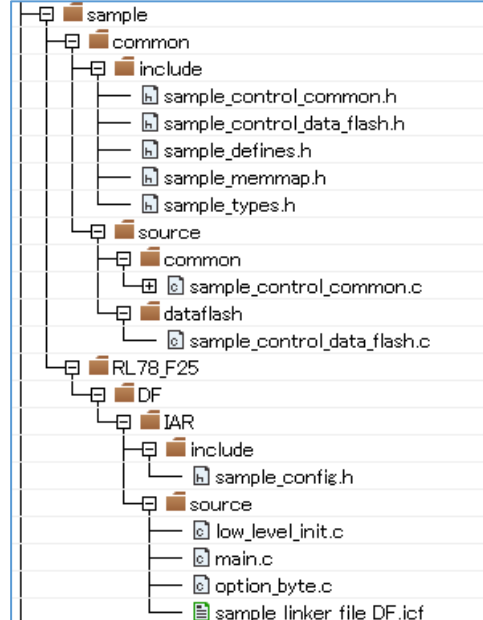 sample
common
include
sample_control_common.h
sample_control_data_flash.h
sample_defines.h
sample_memmap.h
sample_types.h
source
common
sample_control_common.c
dataflash
sample_control_data_flash.c
RL78_F25
DF
IAR
include
sample_config.h
source
low_level_init.c
main.c
option_byte.c
sample_linker_file_DF.icf